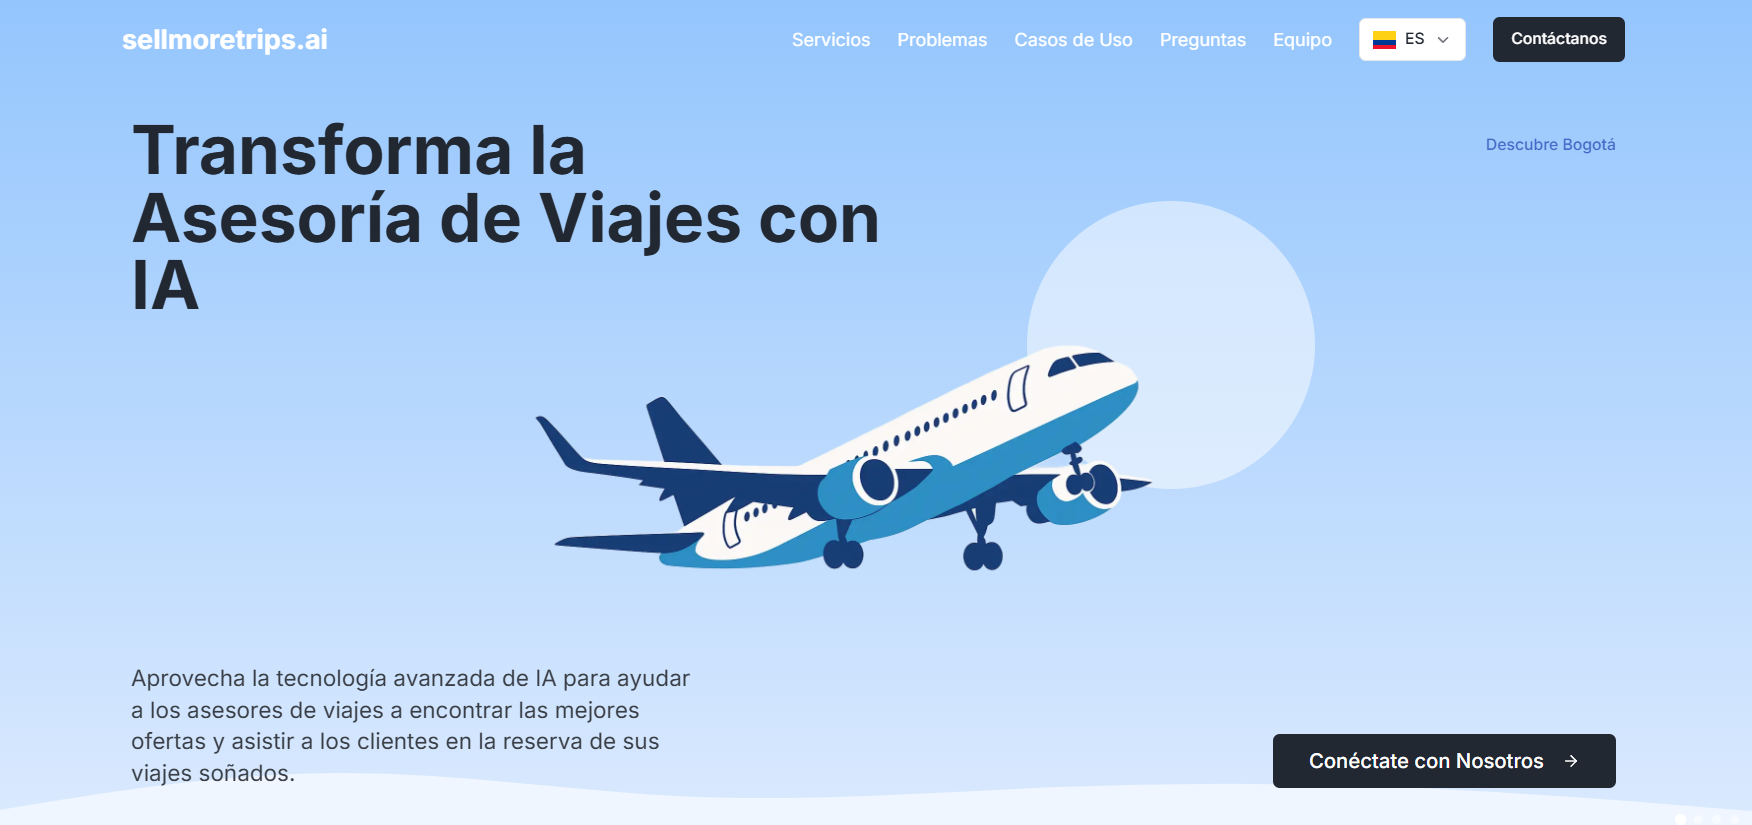 sellmoretrips.ai
Servicios
Problemas
Casos de Uso
Preguntas
Equipo
ES
Contáctanos
Transforma la
Asesoría de Viajes con
IA
Descubre Bogotá
Aprovecha la tecnología avanzada de IA para ayudar
a los asesores de viajes a encontrar las mejores
ofertas y asistir a los clientes en la reserva de sus
viajes soñados.
Conéctate con Nosotros